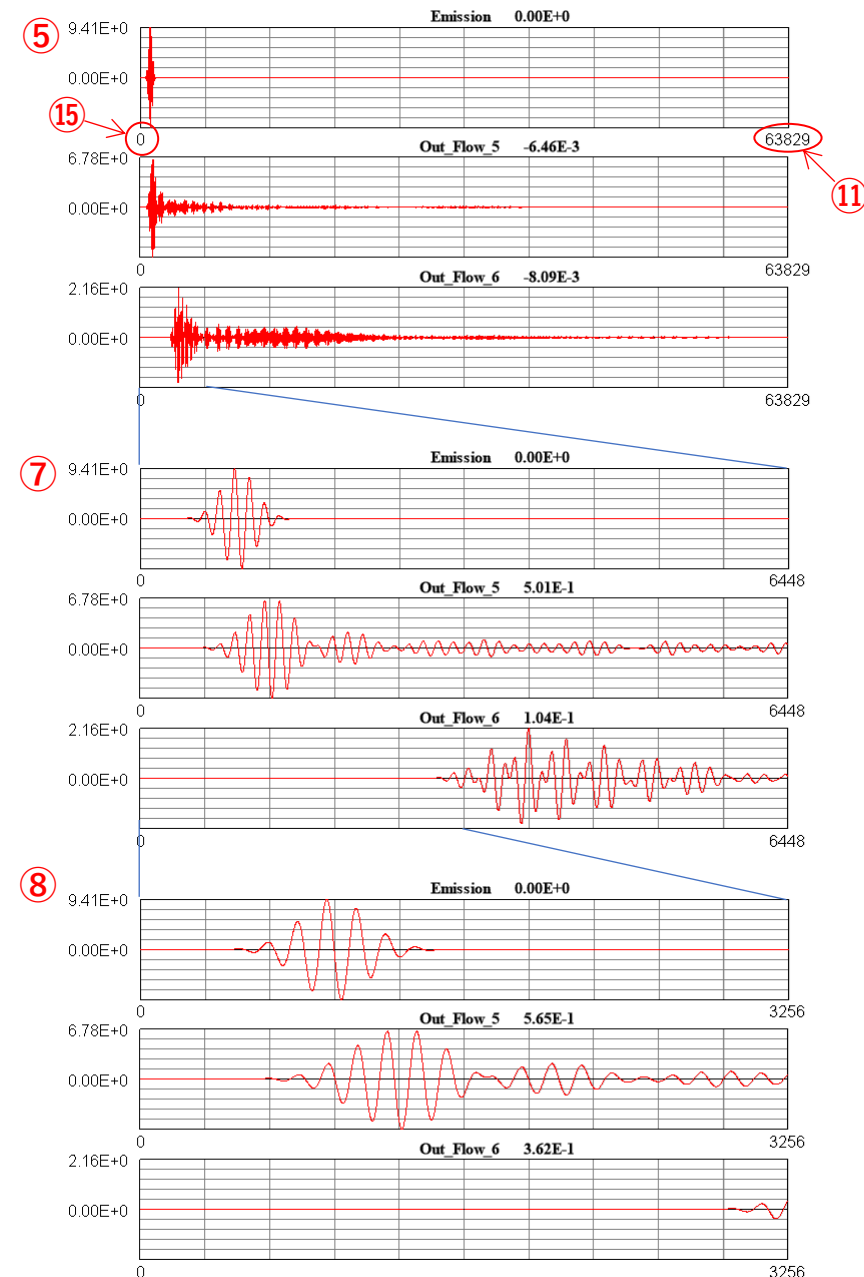 Emission 0.00E+0
⑤ 9.41E+0
0.00E+0
⑮
0 63829
⑪
Out_Flow_5 -6.46E-3
6.78E+0
0.00E+0
0 63829
Out_Flow_6 -8.09E-3
2.16E+0
0.00E+0
0 63829
Emission 0.00E+0
⑦ 9.41E+0
0.00E+0
0 6448
Out_Flow_5 5.01E-1
6.78E+0
0.00E+0
0 6448
Out_Flow_6 1.04E-1
2.16E+0
0.00E+0
0 6448
⑧
Emission 0.00E+0
9.41E+0
0.00E+0
0 3256
Out_Flow_5 5.65E-1
6.78E+0
0.00E+0
0 3256
Out_Flow_6 3.62E-1
2.16E+0
0.00E+0
0 3256